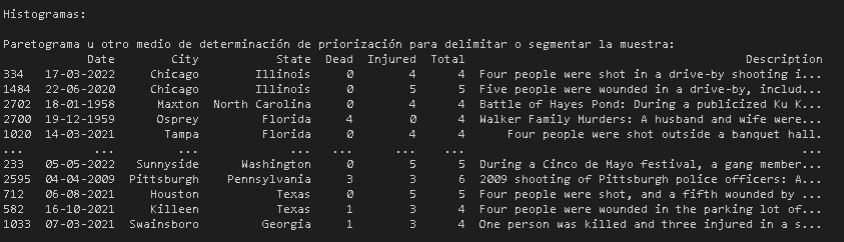 Histogramas:
Paretograma u otro medio de determinación de priorización para delimitar o segmentar la muestra:
Date City State Dead Injured Total Description
334 17-03-2022 Chicago Illinois 0 4 4 Four people were shot in a drive-by shooting i...
1484 22-06-2020 Chicago Illinois 0 5 5 Five people were wounded in a drive-by, includ...
2702 18-01-1958 Maxton North Carolina 0 4 4 Battle of Hayes Pond: During a publicized Ku K...
2700 19-12-1959 Osprey Florida 4 0 4 Walker Family Murders: A husband and wife were...
1020 14-03-2021 Tampa Florida 0 4 4 Four people were shot outside a banquet hall.
... ... ... ... ... ... ... ...
233 05-05-2022 Sunnyside Washington 0 5 5 During a Cinco de Mayo festival, a gang member...
2595 04-04-2009 Pittsburgh Pennsylvania 3 3 6 2009 shooting of Pittsburgh police officers: A...
712 06-08-2021 Houston Texas 0 5 5 Four people were shot, and a fifth wounded by ...
582 16-10-2021 Killeen Texas 1 3 4 Four people were wounded in the parking lot of...
1033 07-03-2021 Swainsboro Georgia 1 3 4 One person was killed and three injured in a s...